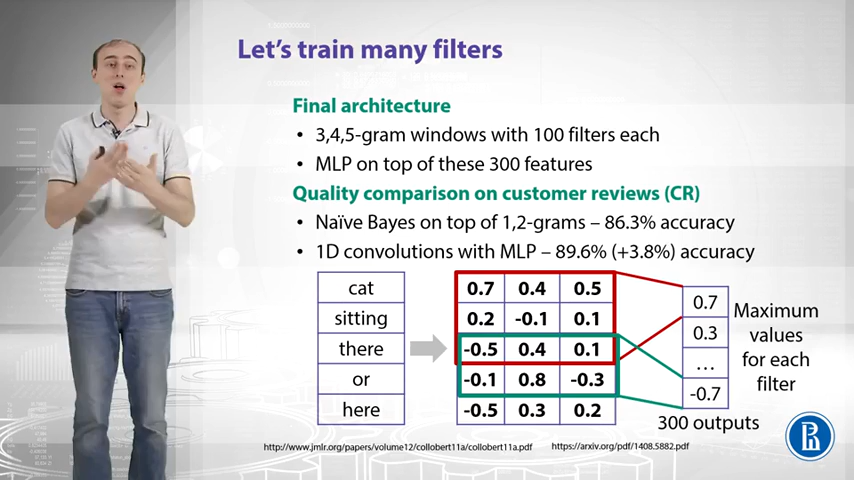 Let's train many filters
Final architecture
• 3,4,5-gram windows with 100 filters each
• MLP on top of these 300 features
Quality comparison on customer reviews (CR)
• Naïve Bayes on top of 1,2-grams – 86.3% accuracy
• 1D convolutions with MLP – 89.6% (+3.8%) accuracy
cat 0.7 0.4 0.5
sitting 0.2 -0.1 0.1
there -0.5 0.4 0.1
or -0.1 0.8 -0.3
here -0.5 0.3 0.2
0.7
0.3
...
-0.7
Maximum
values
for each
filter
300 outputs
http://www.jmlr.org/papers/volume12/collobert11a/collobert11a.pdf
https://arxiv.org/pdf/1408.5882.pdf